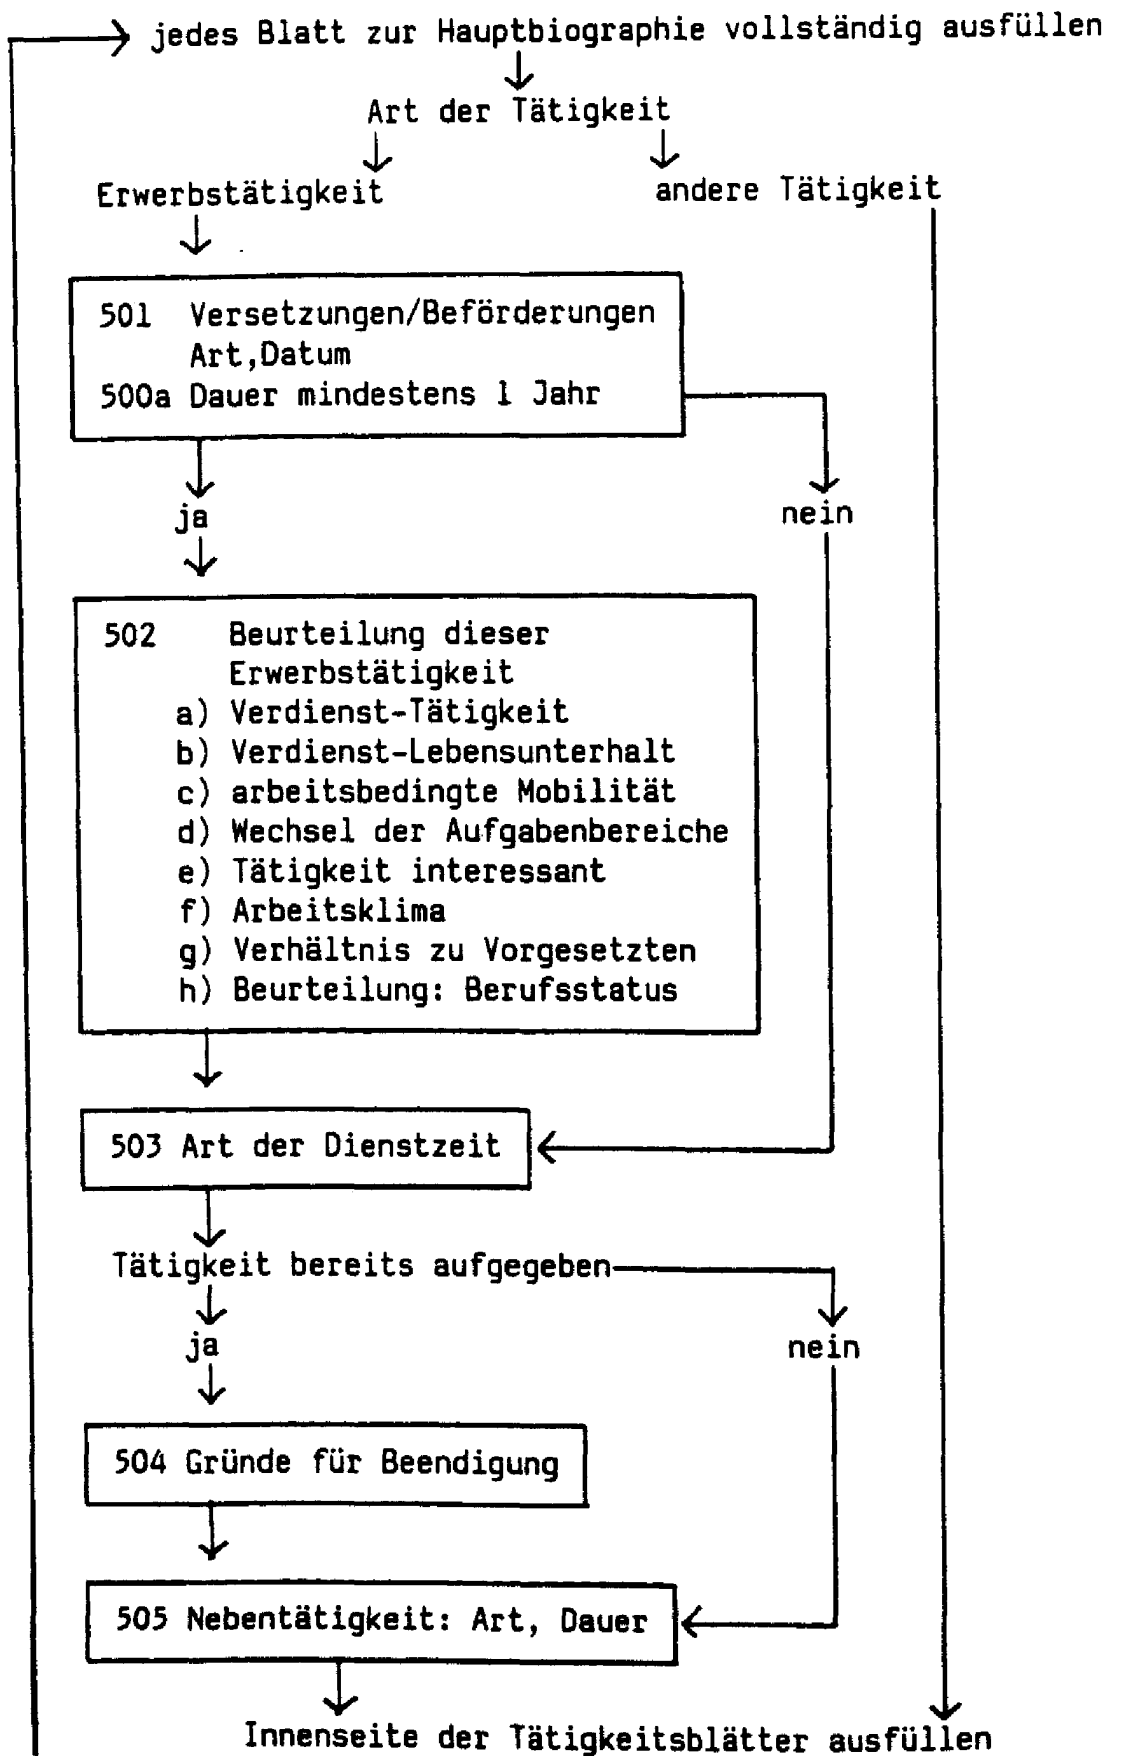 jedes Blatt zur Hauptbiographie vollständig ausfüllen
Art der Tätigkeit
Erwerbstätigkeit
andere Tätigkeit
501 Versetzungen/Beförderungen
Art,Datum
500a Dauer mindestens 1 Jahr
ja
nein
502 Beurteilung dieser
Erwerbstätigkeit
a) Verdienst-Tätigkeit
b) Verdienst-Lebensunterhalt
c) arbeitsbedingte Mobilität
d) Wechsel der Aufgabenbereiche
e) Tätigkeit interessant
f) Arbeitsklima
g) Verhältnis zu Vorgesetzten
h) Beurteilung: Berufsstatus
503 Art der Dienstzeit
Tätigkeit bereits aufgegeben
ja
nein
504 Gründe für Beendigung
505 Nebentätigkeit: Art, Dauer
Innenseite der Tätigkeitsblätter ausfüllen